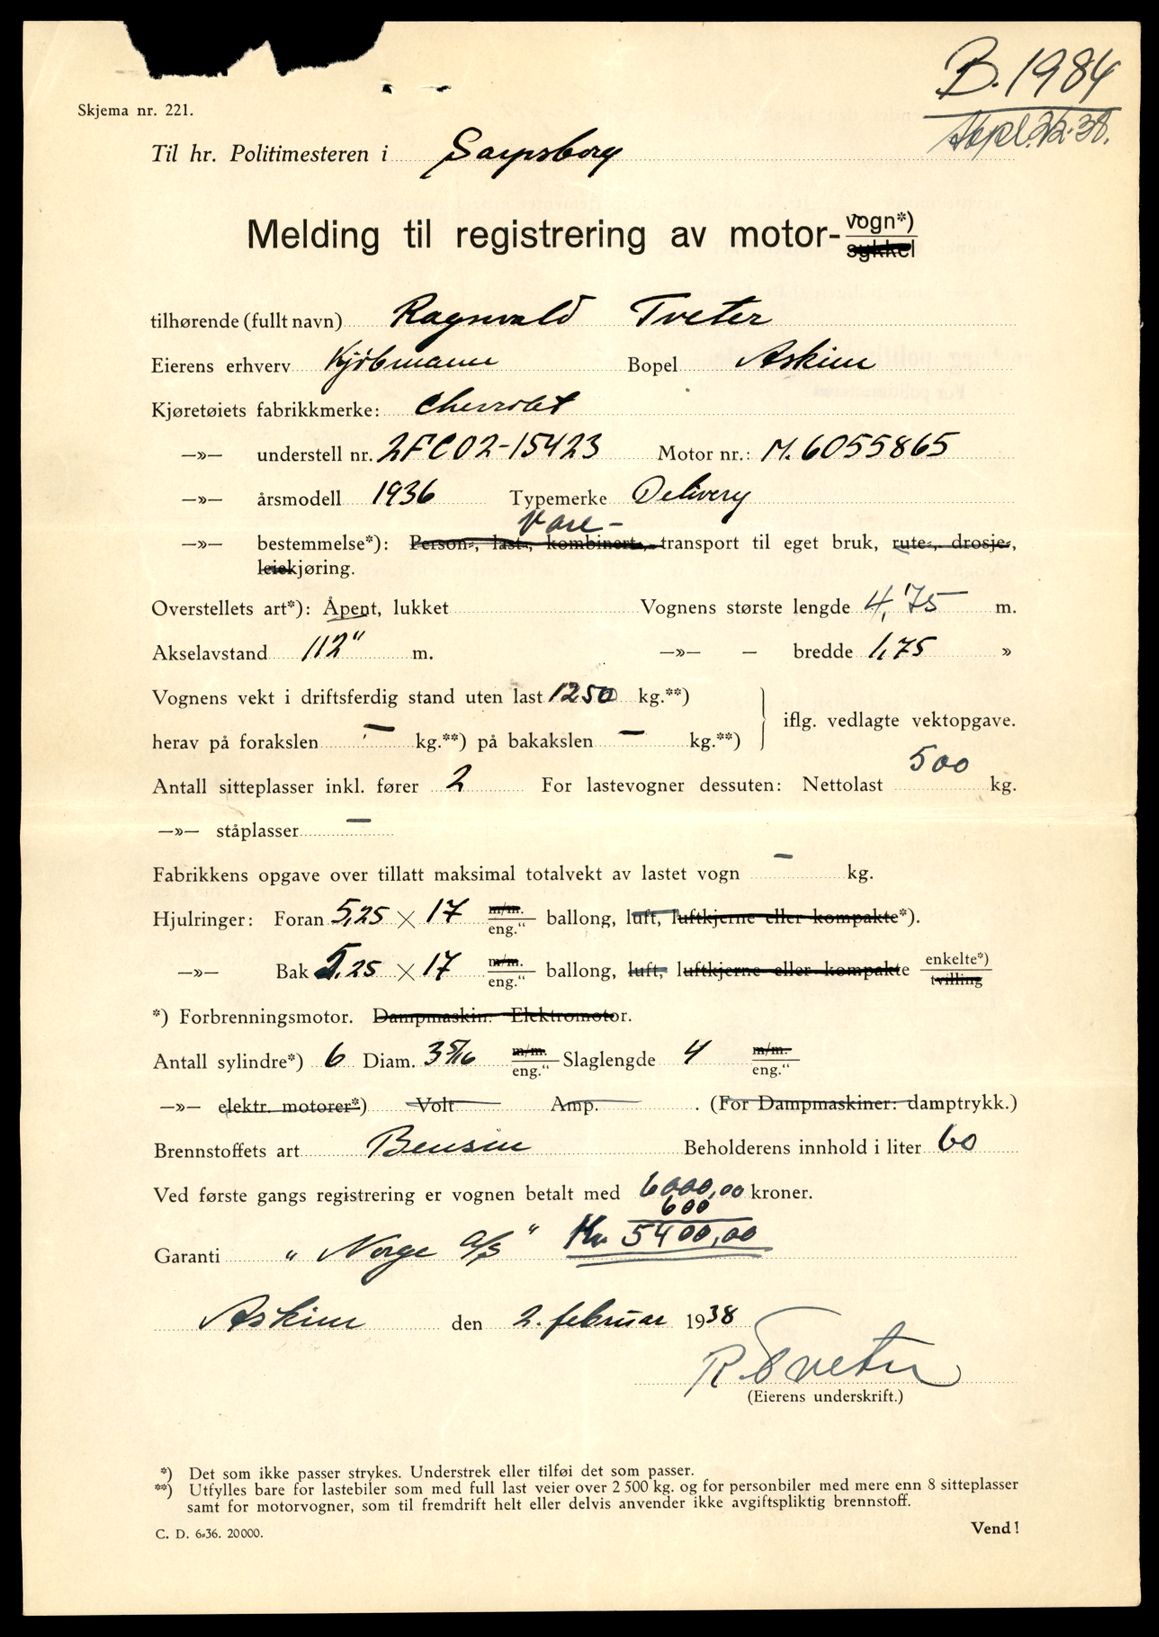 B. 1984
Skjema nr. 221.
Til hr. Politimesteren i Sarpsborg
Melding til registrering av motor- vogn*)
sykkel
tilhørende (fullt navn) Ragnvald Tveter
Eierens erhverv Kjøbmann Bopel Askim
Kjøretøiets fabrikkmerke: Chevrolet
—»— understell nr. 2FC02-15423 Motor nr.: M. 6055865
—»— årsmodell 1936 Typemerke Delivery
Vare-
—»— bestemmelse*): Person-, last-, kombinert-, transport til eget bruk, rute-, drosje-,
leiekjøring.
Overstellets art*): Åpent, lukket Vognens største lengde 4,75 m.
Akselavstand 112" m. —»— — bredde 1,75 »
Vognens vekt i driftsferdig stand uten last 1250 kg.**)
iflg. vedlagte vektopgave.
herav på forakslen — kg.**) på bakakslen — kg.**)
Antall sitteplasser inkl. fører 2 For lastevogner dessuten: Nettolast 500 kg.
—»— ståplasser —
Fabrikkens opgave over tillatt maksimal totalvekt av lastet vogn — kg.
Hjulringer: Foran 5,25 × 17 m/m. eng." ballong, luft, luftkjerne eller kompakte*).
—»— Bak 5,25 × 17 m/m. eng." ballong, luft, luftkjerne eller kompakte enkelte*) tvilling
*) Forbrenningsmotor. Dampmaskin. Elektromotor.
Antall sylindre*) 6 Diam. 3 5/16 m/m. eng." Slaglengde 4 m/m. eng."
—»— elektr. motorer*) Volt Amp. . (For Dampmaskiner: damptrykk.)
Brennstoffets art Bensin Beholderens innhold i liter 60
Ved første gangs registrering er vognen betalt med 6000,00 kroner.
600
Garanti „ Norge A/S " Kr. 5400,00
Askim den 2. februar 1938
R. Tveter
(Eierens underskrift.)
*) Det som ikke passer strykes. Understrek eller tilføi det som passer.
**) Utfylles bare for lastebiler som med full last veier over 2 500 kg. og for personbiler med mere enn 8 sitteplasser
samt for motorvogner, som til fremdrift helt eller delvis anvender ikke avgiftspliktig brennstoff.
C. D. 6-36. 20000.
Vend!